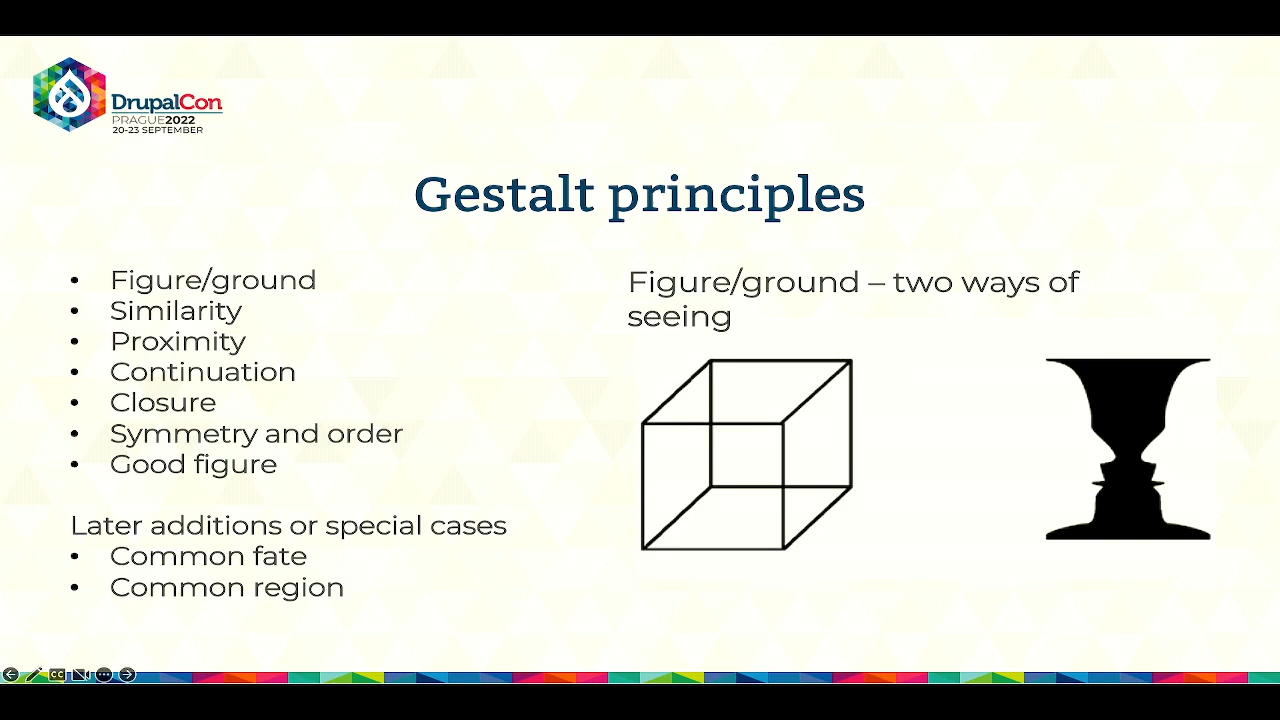 DrupalCon
PRAGUE2022
20-23 SEPTEMBER
Gestalt principles
• Figure/ground
• Similarity
• Proximity
• Continuation
• Closure
• Symmetry and order
• Good figure
Later additions or special cases
• Common fate
• Common region
Figure/ground – two ways of
seeing
CC